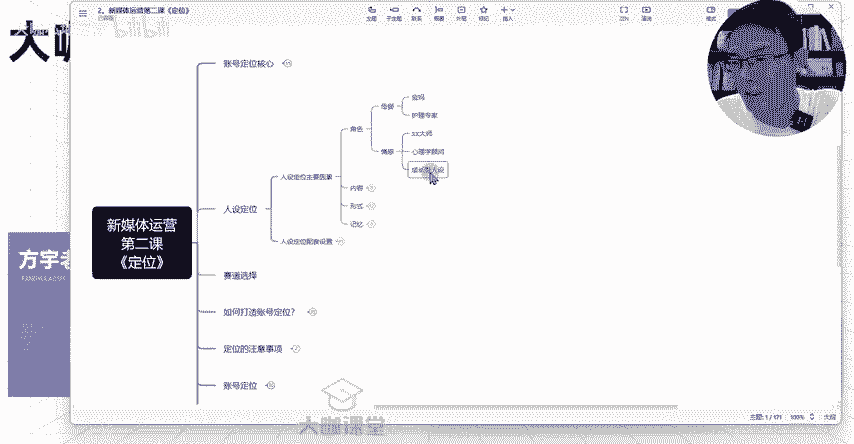 2、新媒体运营第二课《定位》
主题
子主题
联系
概要
外框
标记
插入
模式
大咖
bilibili
账号定位核心
宝妈
母婴
护理专家
角色
xx大师
情感
心理学顾问
人设定位主要因素
内容
新媒体运营
第二课
《定位》
人设定位
形式
记忆
人设定位配套设置
方宇老
赛道选择
如何打造账号定位?
定位的注意事项
账号定位
大咖课堂
主题: 1 / 171
100%
大纲